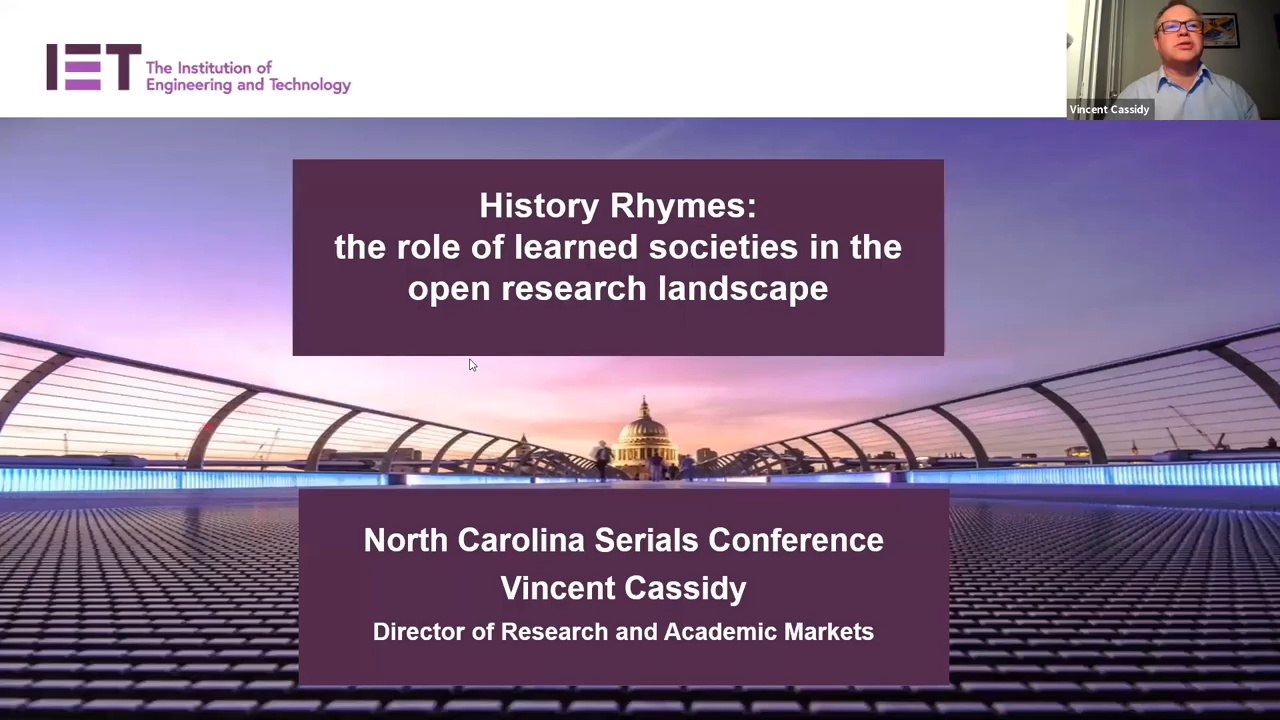 IET The Institution of
Engineering and Technology
Vincent Cassidy
History Rhymes:
the role of learned societies in the
open research landscape
North Carolina Serials Conference
Vincent Cassidy
Director of Research and Academic Markets